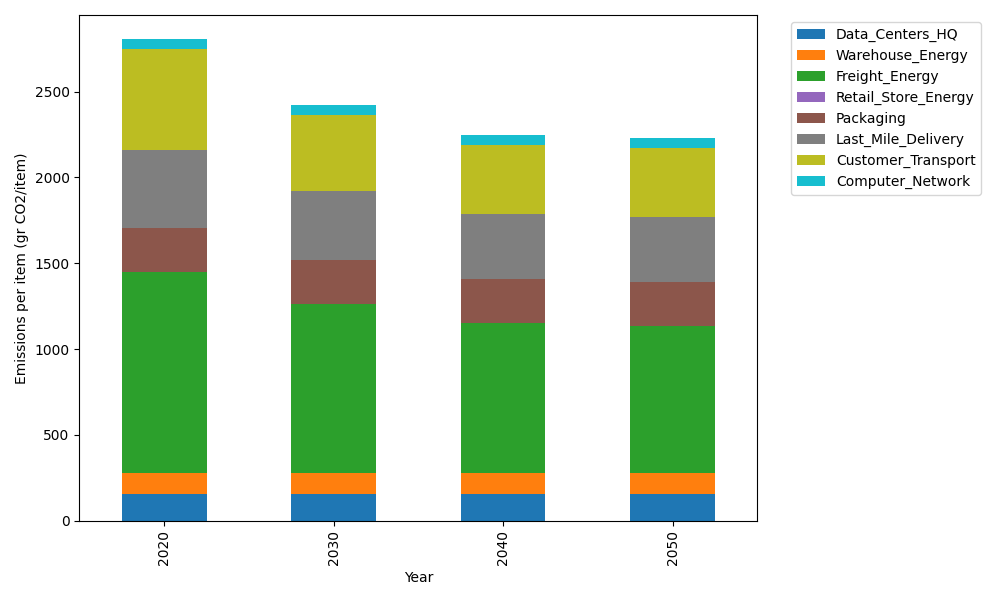 Emissions per item (gr CO2/item)
2500
2000
1500
1000
500
0
2020
2030
2040
2050
Year
Data_Centers_HQ
Warehouse_Energy
Freight_Energy
Retail_Store_Energy
Packaging
Last_Mile_Delivery
Customer_Transport
Computer_Network